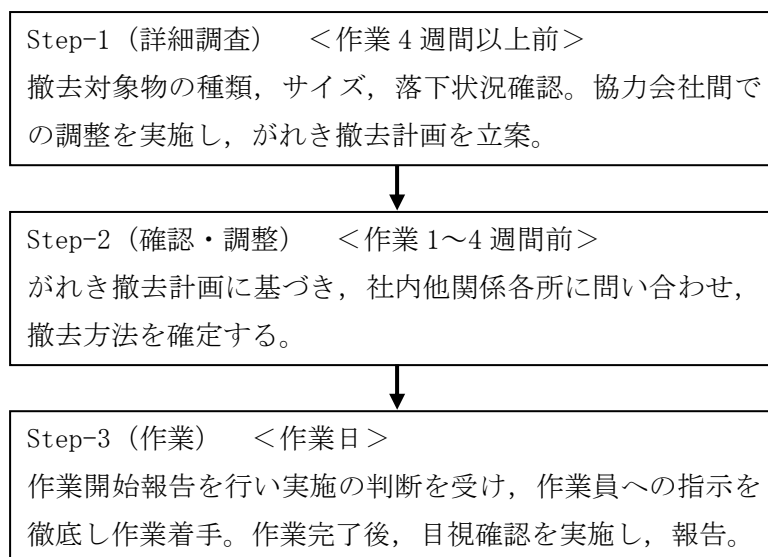 Step-1（詳細調査）　＜作業４週間以上前＞
撤去対象物の種類，サイズ，落下状況確認。協力会社間で
の調整を実施し，がれき撤去計画を立案。
Step-2（確認・調整）　＜作業 1～4 週間前＞
がれき撤去計画に基づき，社内他関係各所に問い合わせ，
撤去方法を確定する。
Step-3（作業）　＜作業日＞
作業開始報告を行い実施の判断を受け，作業員への指示を
徹底し作業着手。作業完了後，目視確認を実施し，報告。